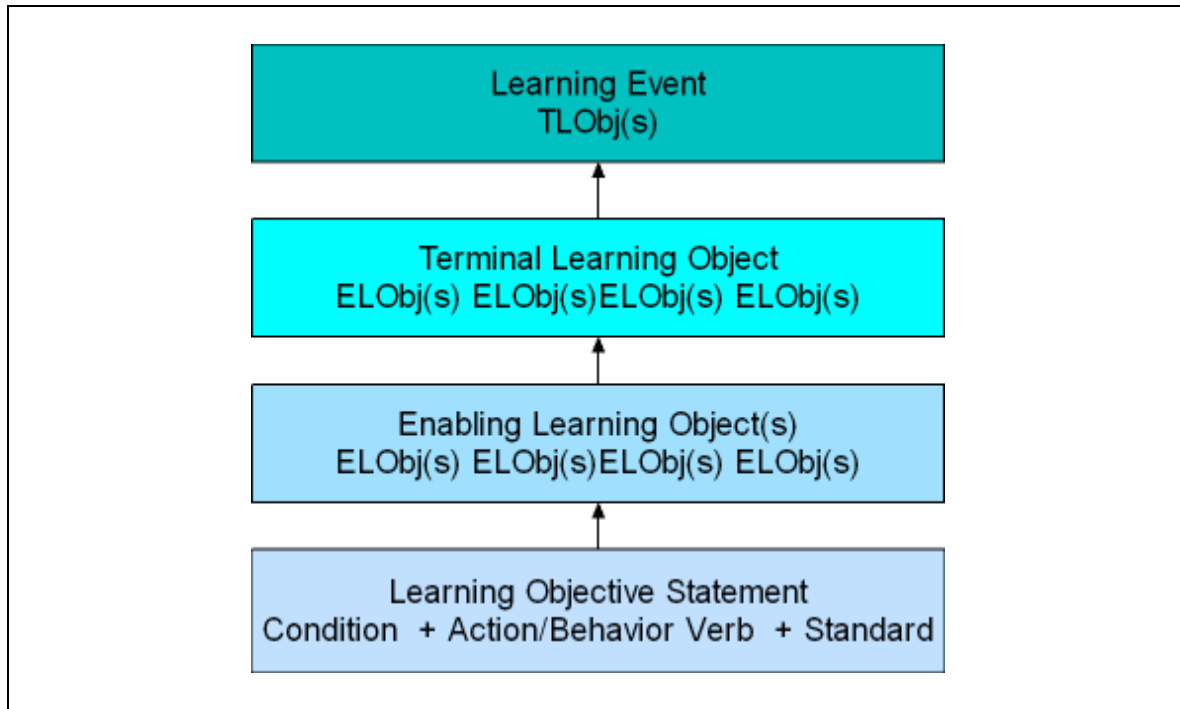 Learning Event
TLObj(s)
Terminal Learning Object
ELObj(s) ELObj(s)ELObj(s) ELObj(s)
Enabling Learning Object(s)
ELObj(s) ELObj(s)ELObj(s) ELObj(s)
Learning Objective Statement
Condition + Action/Behavior Verb + Standard